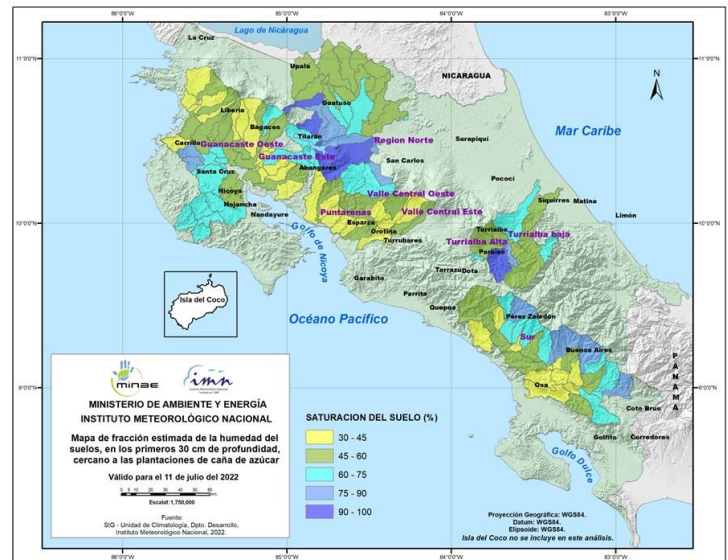 86°0'0"W
85°0'0"W
84°0'0"W
83°0'0"W
La Cruz
Lago de Nicaragua
11°0'0"N
11°0'0"N
Upala
NICARAGUA
N
Guatuso
Liberia
Bagaces
Mar Caribe
Tilarán
Carrillo
Guanacaste Oeste
Region Norte
Sarapiquí
Guanacaste Este
Abangares
San Carlos
Santa Cruz
Pococí
Nicoya
Valle Central Oeste
Siquirres
Matina
Hojancha
Puntarenas
Valle Central Este
Limón
Nandayure
Esparza
10°0'0"N
10°0'0"N
Golfo de Nicoya
Orotina
Turrialba
Turrialba baja
Turrubares
Turrialba Alta
Paraíso
Tarrazú
Dota
Garabito
Isla del Coco
Parrita
Quepos
Océano Pacífico
Pérez Zeledón
Sur
Buenos Aires
PANAMÁ
minae
imn
9°0'0"N
9°0'0"N
Osa
MINISTERIO DE AMBIENTE Y ENERGÍA
INSTITUTO METEOROLÓGICO NACIONAL
Coto Brus
SATURACION DEL SUELO (%)
Mapa de fracción estimada de la humedad del
suelos, en los primeros 30 cm de profundidad,
cercano a las plantaciones de caña de azúcar
Golfito
Corredores
30 - 45
45 - 60
60 - 75
75 - 90
90 - 100
Golfo Dulce
Válido para el 11 de julio del 2022
Escalat:1,750,000
Fuente:
SIG - Unidad de Climatología, Dpto. Desarrollo,
Instituto Meteorológico Nacional, 2022.
Proyección Geográfica: WGS84.
Datum: WGS84.
Elipsoide: WGS84.
Isla del Coco no se incluye en este análisis.
86°0'0"W
85°0'0"W
84°0'0"W
83°0'0"W